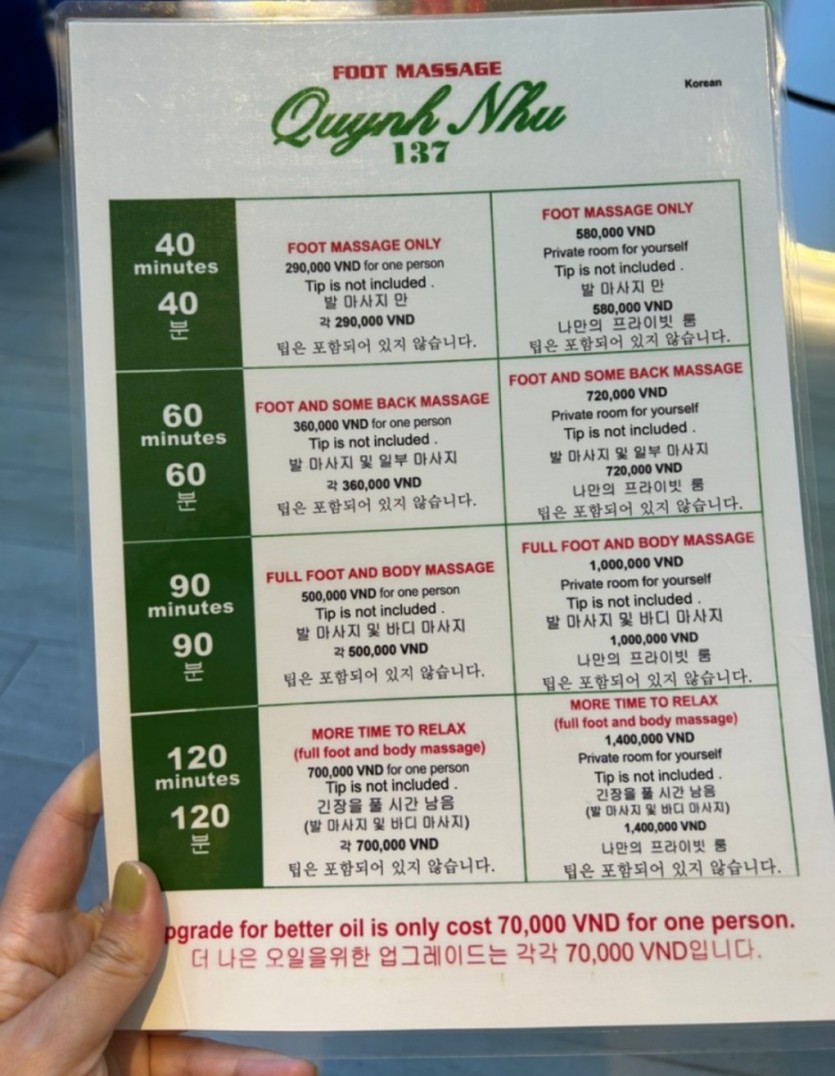 FOOT MASSAGE
Quynh Nhu
137
Korean
40
minutes
40
분
FOOT MASSAGE ONLY
290,000 VND for one person
Tip is not included .
발 마사지 만
각 290,000 VND
팁은 포함되어 있지 않습니다.
FOOT MASSAGE ONLY
580,000 VND
Private room for yourself
Tip is not included .
발 마사지 만
580,000 VND
나만의 프라이빗 룸
팁은 포함되어 있지 않습니다.
60
minutes
60
분
FOOT AND SOME BACK MASSAGE
360,000 VND for one person
Tip is not included .
발 마사지 및 일부 마사지
각 360,000 VND
팁은 포함되어 있지 않습니다.
FOOT AND SOME BACK MASSAGE
720,000 VND
Private room for yourself
Tip is not included .
발 마사지 및 일부 마사지
720,000 VND
나만의 프라이빗 룸
팁은 포함되어 있지 않습니다.
90
minutes
90
분
FULL FOOT AND BODY MASSAGE
500,000 VND for one person
Tip is not included .
발 마사지 및 바디 마사지
각 500,000 VND
팁은 포함되어 있지 않습니다.
FULL FOOT AND BODY MASSAGE
1,000,000 VND
Private room for yourself
Tip is not included .
발 마사지 및 바디 마사지
1,000,000 VND
나만의 프라이빗 룸
팁은 포함되어 있지 않습니다.
120
minutes
120
분
MORE TIME TO RELAX
(full foot and body massage)
700,000 VND for one person
Tip is not included .
긴장을 풀 시간 남음
(발 마사지 및 바디 마사지)
각 700,000 VND
팁은 포함되어 있지 않습니다.
MORE TIME TO RELAX
(full foot and body massage)
1,400,000 VND
Private room for yourself
Tip is not included .
긴장을 풀 시간 남음
(발 마사지 및 바디 마사지)
1,400,000 VND
나만의 프라이빗 룸
팁은 포함되어 있지 않습니다.
pgrade for better oil is only cost 70,000 VND for one person.
더 나은 오일을위한 업그레이드는 각각 70,000 VND입니다.